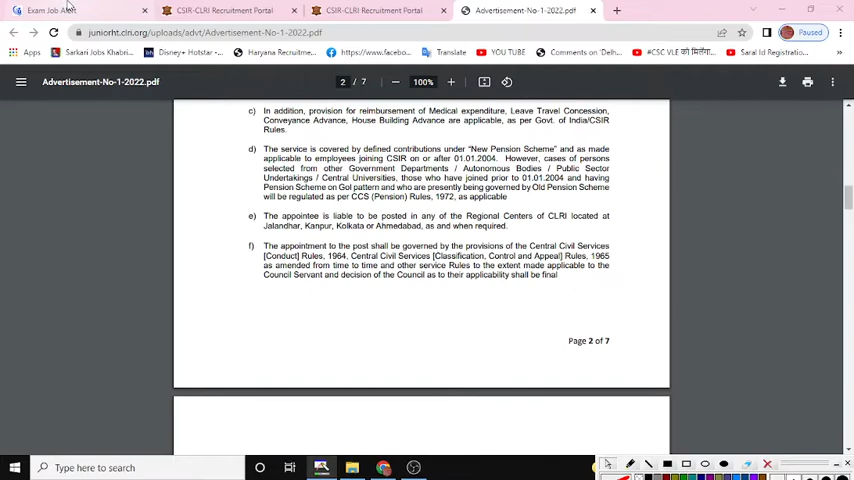 Exam Job Alert
CSIR-CLRI Recruitment Portal
CSIR-CLRI Recruitment Portal
Advertisement-No-1-2022.pdf
juniorht.clri.org/uploads/advt/Advertisement-No-1-2022.pdf
Paused
Apps
Sarkari Jobs Khabri...
Disney+ Hotstar -...
Haryana Recruitme...
https://www.facebo...
Translate
YOU TUBE
Comments on 'Delh...
#CSC VLE को मिलेंगा...
Saral Id Registratio...
Advertisement-No-1-2022.pdf
2 / 7
100%
c) In addition, provision for reimbursement of Medical expenditure, Leave Travel Concession,
Conveyance Advance, House Building Advance are applicable, as per Govt. of India/CSIR
Rules.
d) The service is covered by defined contributions under “New Pension Scheme” and as made
applicable to employees joining CSIR on or after 01.01.2004. However, cases of persons
selected from other Government Departments / Autonomous Bodies / Public Sector
Undertakings / Central Universities, those who have joined prior to 01.01.2004 and having
Pension Scheme on GoI pattern and who are presently being governed by Old Pension Scheme
will be regulated as per CCS (Pension) Rules, 1972, as applicable
e) The appointee is liable to be posted in any of the Regional Centers of CLRI located at
Jalandhar, Kanpur, Kolkata or Ahmedabad, as and when required.
f) The appointment to the post shall be governed by the provisions of the Central Civil Services
[Conduct] Rules, 1964, Central Civil Services [Classification, Control and Appeal] Rules, 1965
as amended from time to time and other service Rules to the extent made applicable to the
Council Servant and decision of the Council as to their applicability shall be final
Page 2 of 7
Type here to search